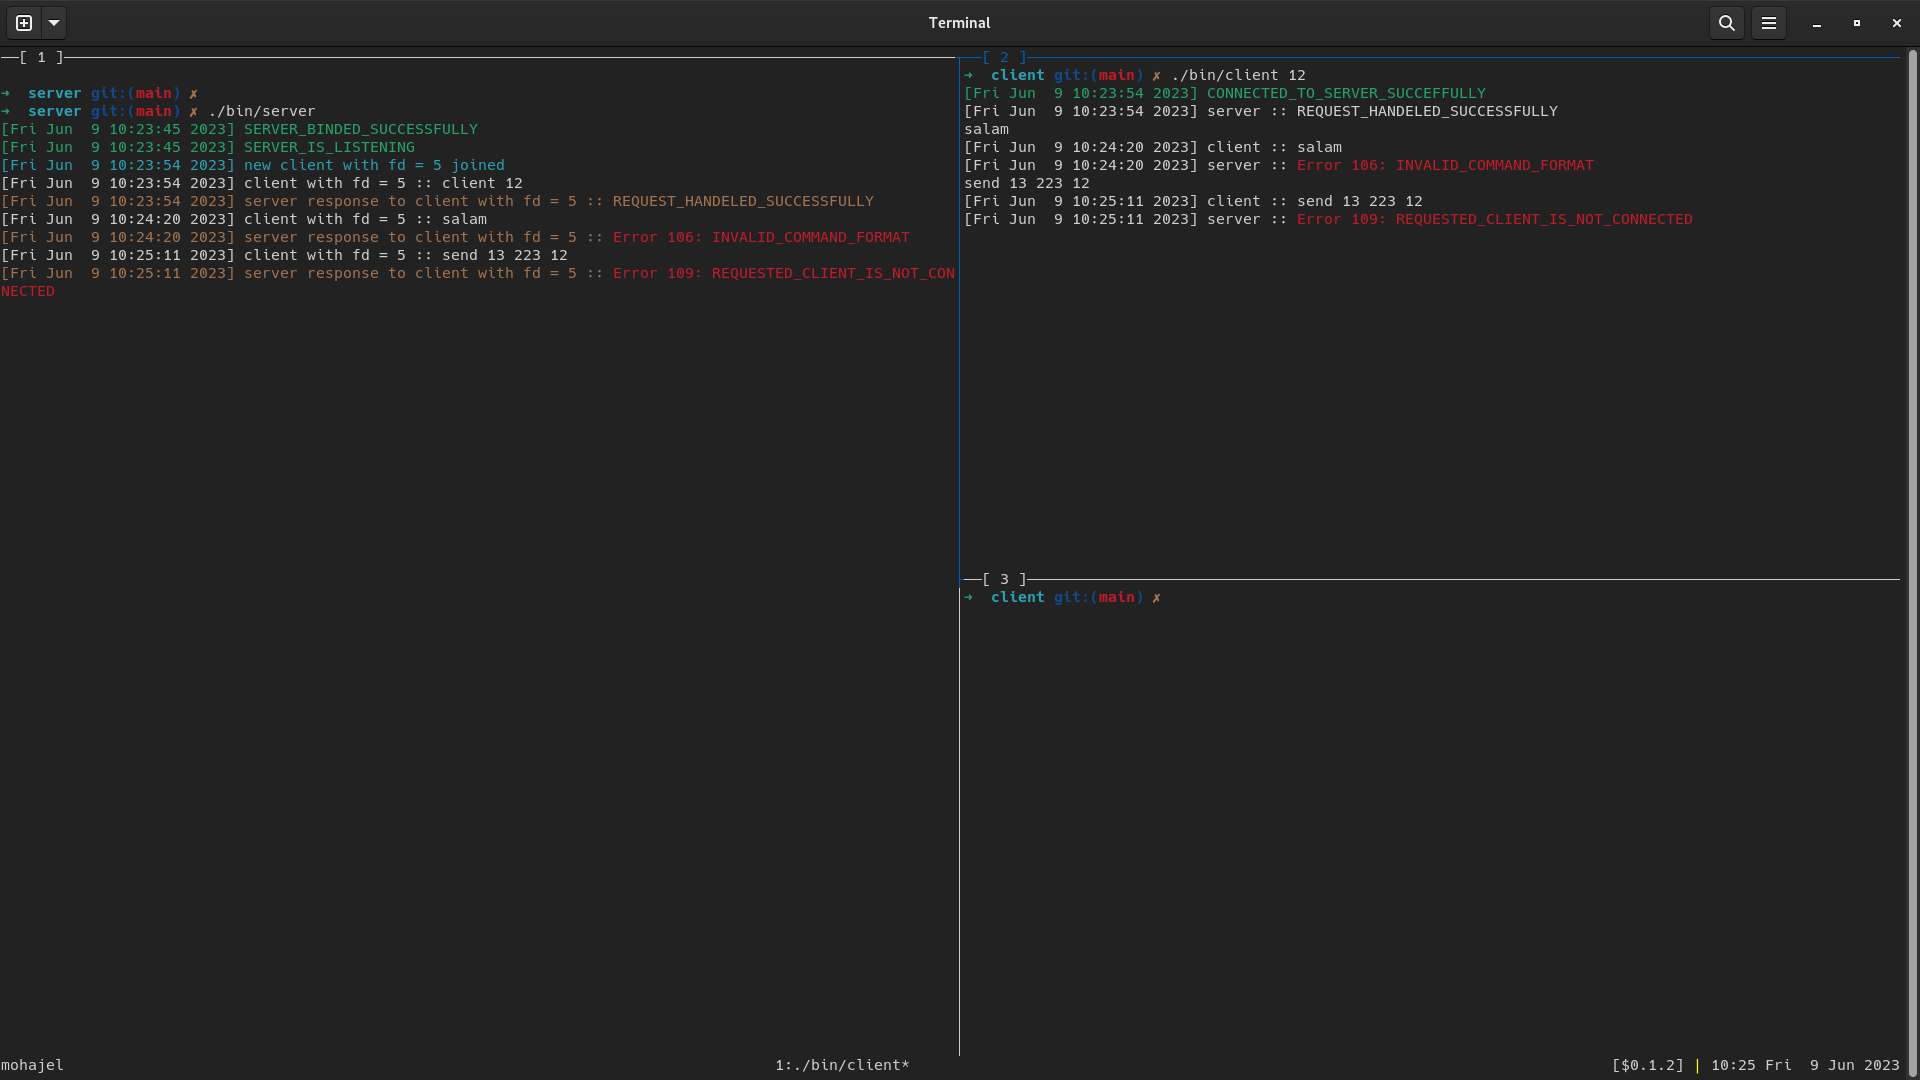 Terminal
[ 1 ]
➜  server git:(main) ✗
➜  server git:(main) ✗ ./bin/server
[Fri Jun  9 10:23:45 2023] SERVER_BINDED_SUCCESSFULLY
[Fri Jun  9 10:23:45 2023] SERVER_IS_LISTENING
[Fri Jun  9 10:23:54 2023] new client with fd = 5 joined
[Fri Jun  9 10:23:54 2023] client with fd = 5 :: client 12
[Fri Jun  9 10:23:54 2023] server response to client with fd = 5 :: REQUEST_HANDELED_SUCCESSFULLY
[Fri Jun  9 10:24:20 2023] client with fd = 5 :: salam
[Fri Jun  9 10:24:20 2023] server response to client with fd = 5 :: Error 106: INVALID_COMMAND_FORMAT
[Fri Jun  9 10:25:11 2023] client with fd = 5 :: send 13 223 12
[Fri Jun  9 10:25:11 2023] server response to client with fd = 5 :: Error 109: REQUESTED_CLIENT_IS_NOT_CON
NECTED
[ 2 ]
➜  client git:(main) ✗ ./bin/client 12
[Fri Jun  9 10:23:54 2023] CONNECTED_TO_SERVER_SUCCEFFULLY
[Fri Jun  9 10:23:54 2023] server :: REQUEST_HANDELED_SUCCESSFULLY
salam
[Fri Jun  9 10:24:20 2023] client :: salam
[Fri Jun  9 10:24:20 2023] server :: Error 106: INVALID_COMMAND_FORMAT
send 13 223 12
[Fri Jun  9 10:25:11 2023] client :: send 13 223 12
[Fri Jun  9 10:25:11 2023] server :: Error 109: REQUESTED_CLIENT_IS_NOT_CONNECTED
[ 3 ]
➜  client git:(main) ✗
mohajel
1:./bin/client*
[$0.1.2] | 10:25 Fri  9 Jun 2023